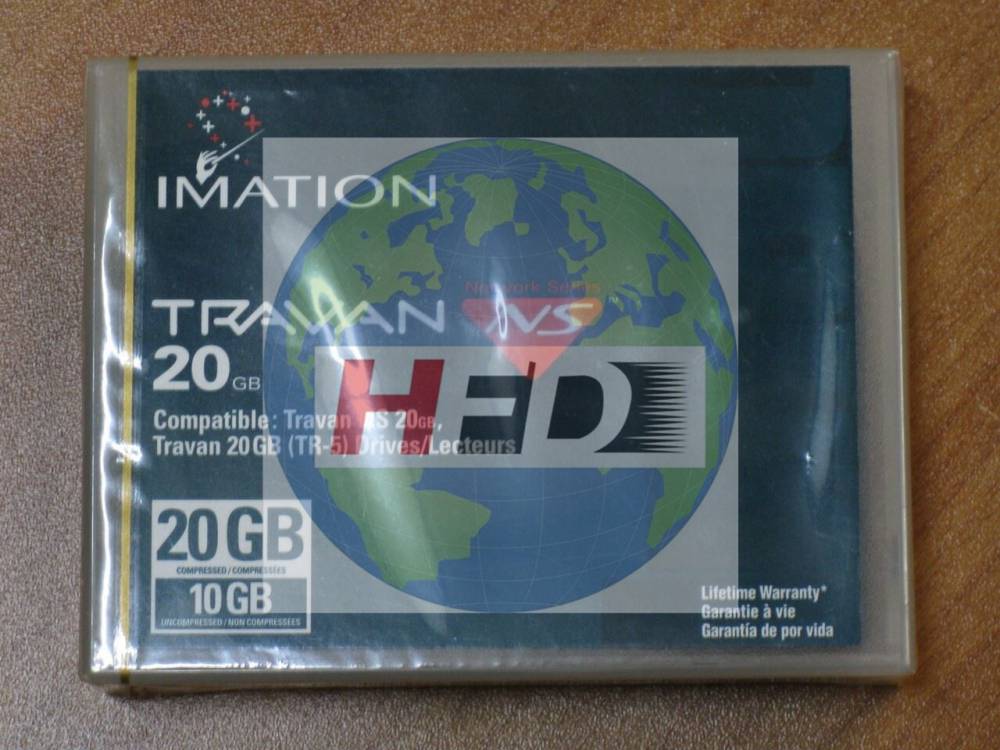 IMATION
Network Series
TRAVAN NS™
20 GB
HFD
Compatible: Travan NS 20GB,
Travan 20GB (TR-5) Drives/Lecteurs
20 GB
COMPRESSED / COMPRESSÉES
10 GB
UNCOMPRESSED / NON COMPRESSÉES
Lifetime Warranty*
Garantie à vie
Garantía de por vida